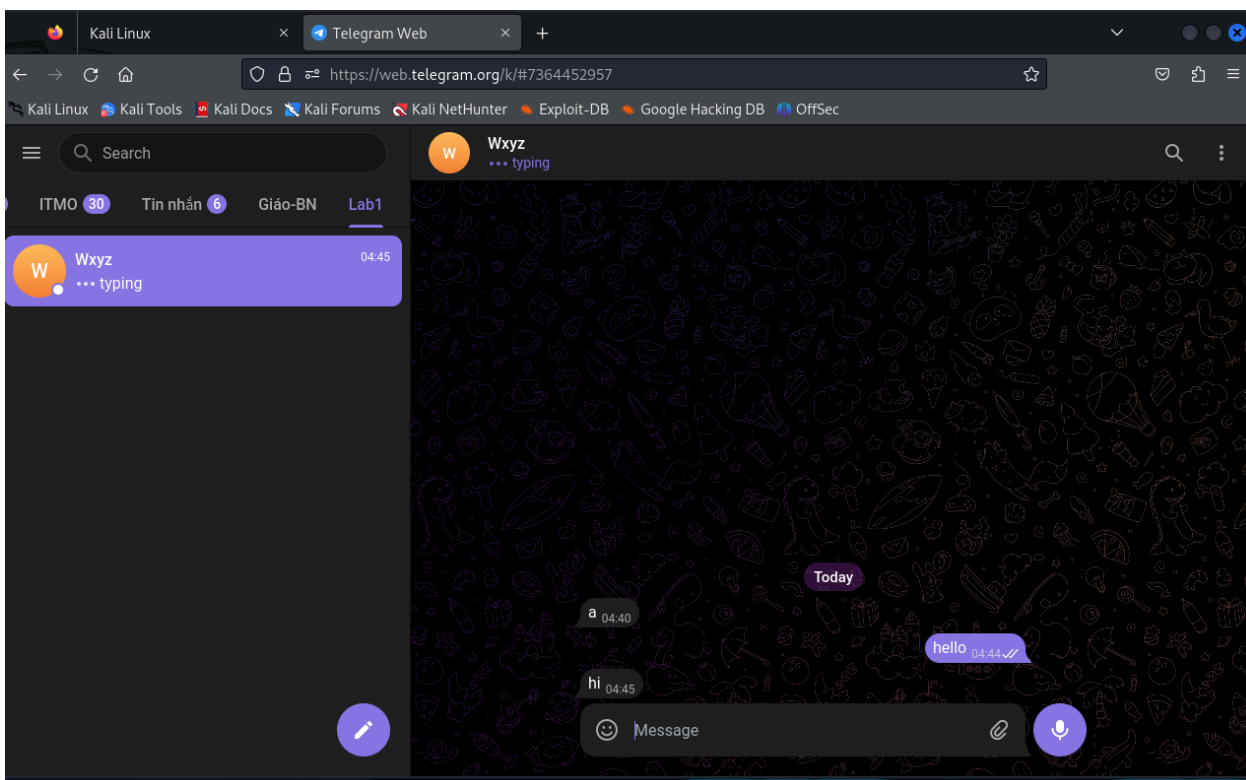 Kali Linux
Telegram Web
https://web.telegram.org/k/#7364452957
Kali Linux Kali Tools Kali Docs Kali Forums Kali NetHunter Exploit-DB Google Hacking DB OffSec
Search
ITMO 30 Tin nhắn 6 Giáo-BN Lab1
W
Wxyz
04:45
typing
W
Wxyz
typing
Today
a 04:40
hello 04:44
hi 04:45
Message